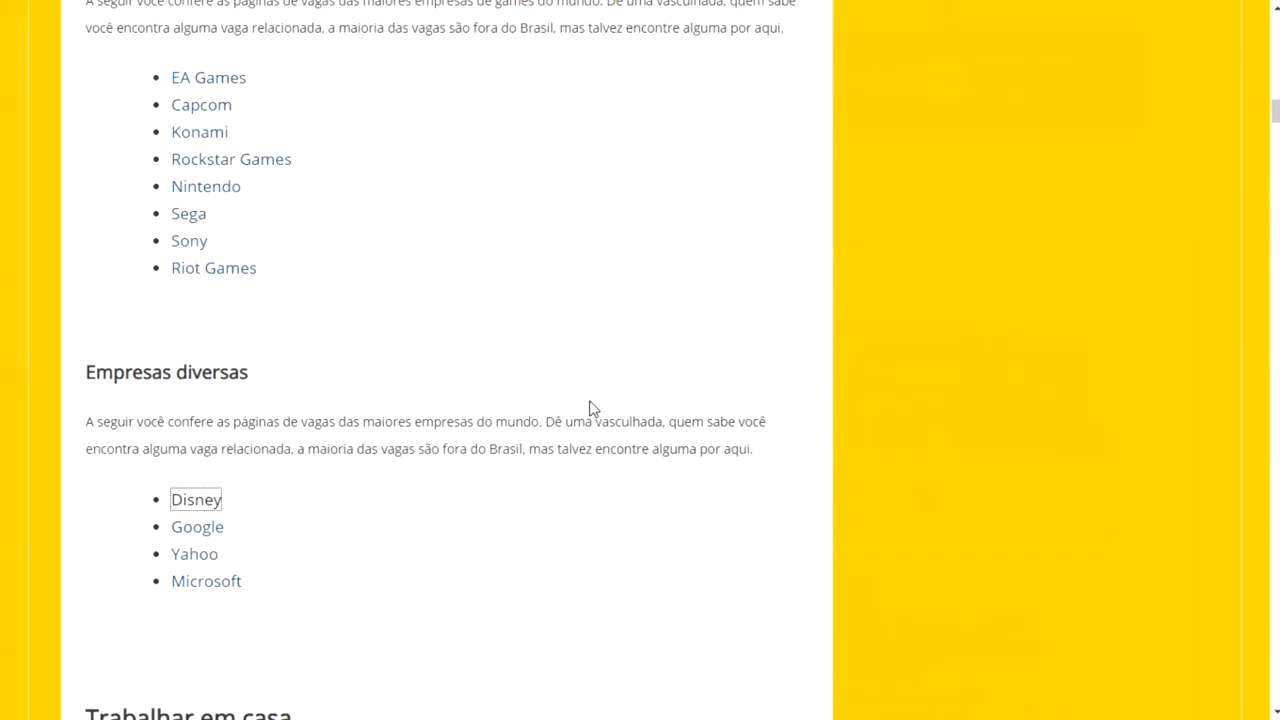 A seguir você confere as páginas de vagas das maiores empresas de games do mundo. Dê uma vasculhada, quem sabe
você encontra alguma vaga relacionada, a maioria das vagas são fora do Brasil, mas talvez encontre alguma por aqui.
EA Games
Capcom
Konami
Rockstar Games
Nintendo
Sega
Sony
Riot Games
Empresas diversas
A seguir você confere as páginas de vagas das maiores empresas do mundo. Dê uma vasculhada, quem sabe você
encontra alguma vaga relacionada, a maioria das vagas são fora do Brasil, mas talvez encontre alguma por aqui.
Disney
Google
Yahoo
Microsoft
Trabalhar em casa